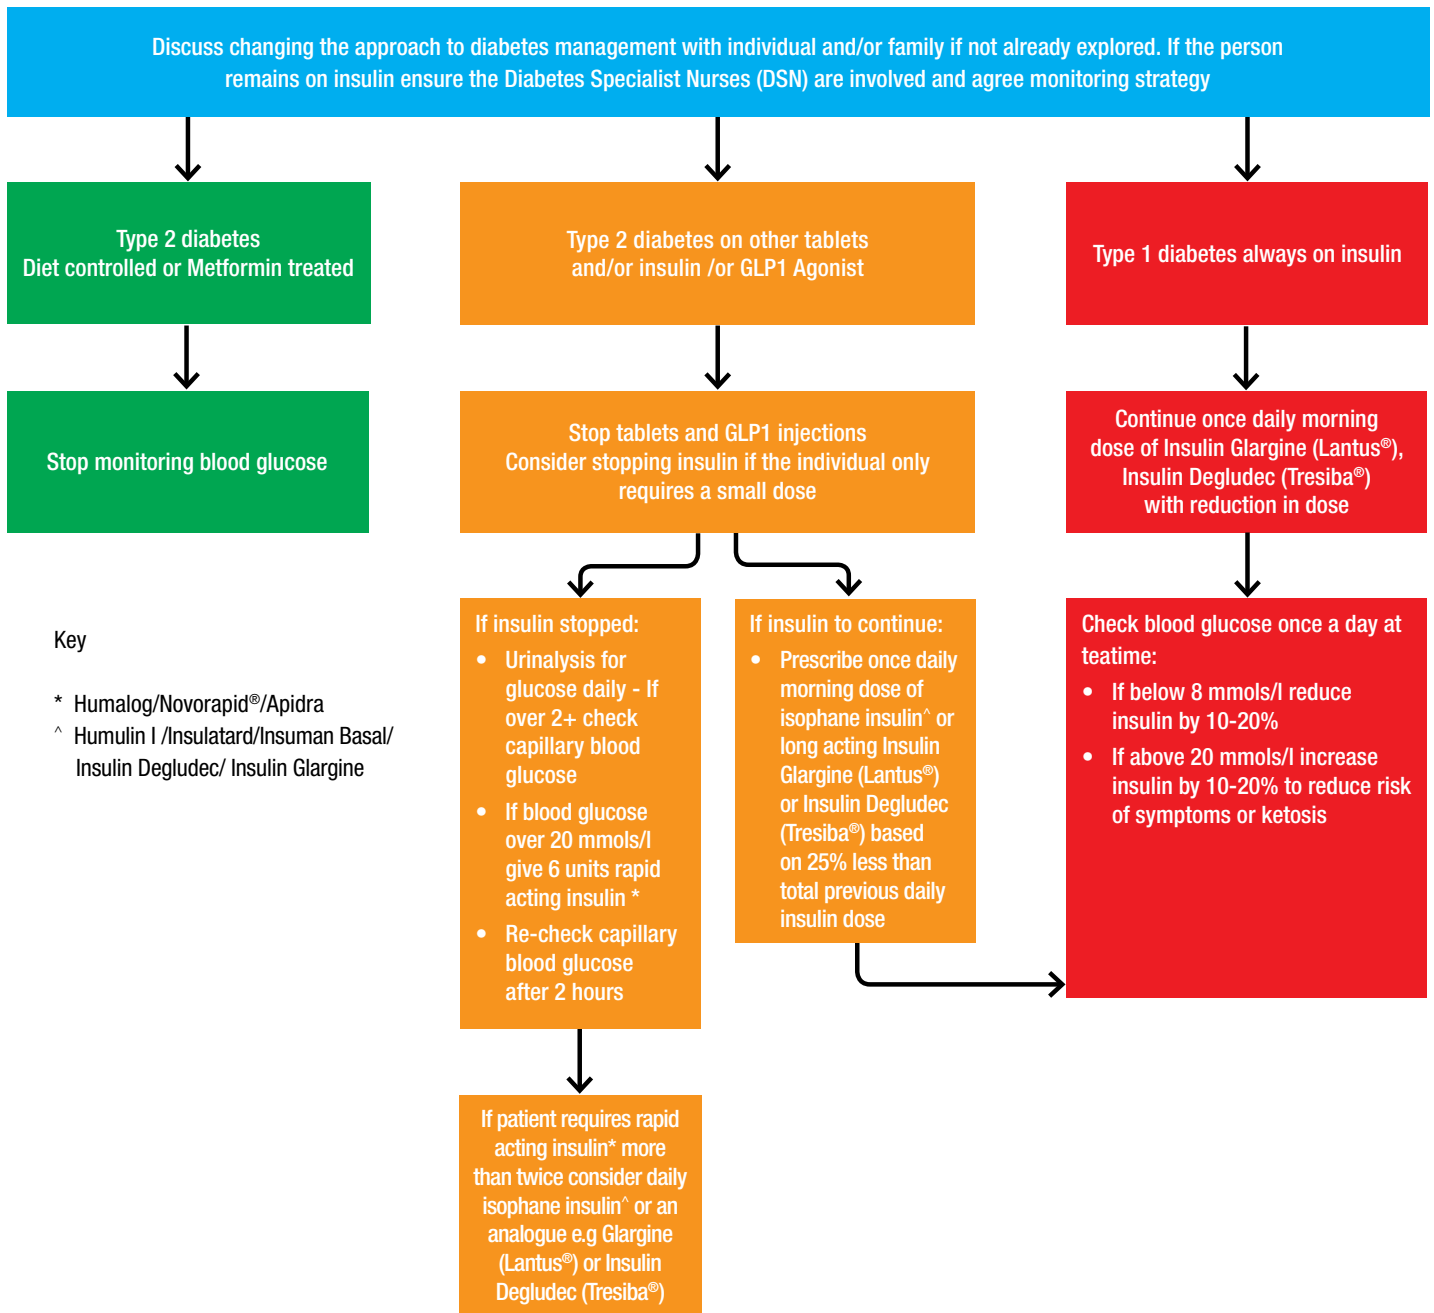 Discuss changing the approach to diabetes management with individual and/or family if not already explored. If the person
remains on insulin ensure the Diabetes Specialist Nurses (DSN) are involved and agree monitoring strategy
Type 2 diabetes
Diet controlled or Metformin treated
Type 2 diabetes on other tablets
and/or insulin /or GLP1 Agonist
Type 1 diabetes always on insulin
Stop monitoring blood glucose
Stop tablets and GLP1 injections
Consider stopping insulin if the individual only
requires a small dose
Continue once daily morning
dose of Insulin Glargine (Lantus®),
Insulin Degludec (Tresiba®)
with reduction in dose
Key
* Humalog/Novorapid®/Apidra
^ Humulin I /Insulatard/Insuman Basal/
Insulin Degludec/ Insulin Glargine
If insulin stopped:
• Urinalysis for
glucose daily - If
over 2+ check
capillary blood
glucose
• If blood glucose
over 20 mmols/l
give 6 units rapid
acting insulin *
• Re-check capillary
blood glucose
after 2 hours
If insulin to continue:
• Prescribe once daily
morning dose of
isophane insulin^ or
long acting Insulin
Glargine (Lantus®)
or Insulin Degludec
(Tresiba®) based
on 25% less than
total previous daily
insulin dose
Check blood glucose once a day at
teatime:
• If below 8 mmols/l reduce
insulin by 10-20%
• If above 20 mmols/l increase
insulin by 10-20% to reduce risk
of symptoms or ketosis
If patient requires rapid
acting insulin* more
than twice consider daily
isophane insulin^ or an
analogue e.g Glargine
(Lantus®) or Insulin
Degludec (Tresiba®)